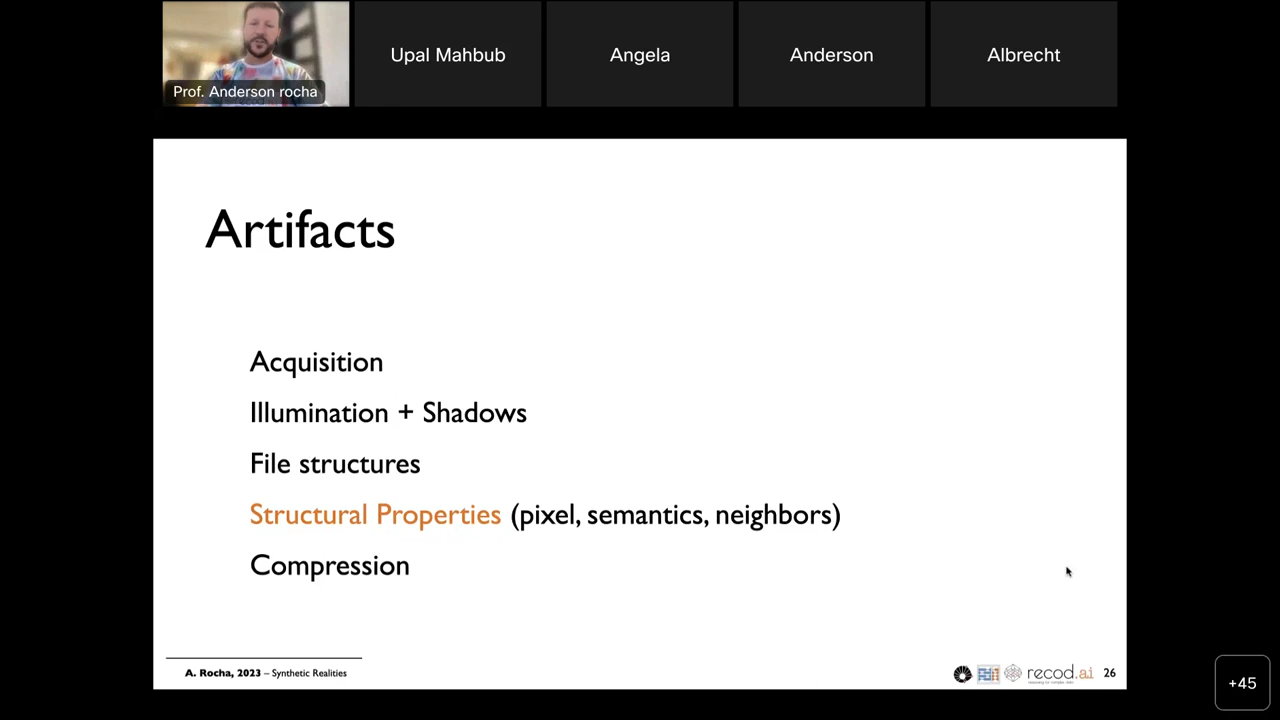 Prof. Anderson rocha
Upal Mahbub
Angela
Anderson
Albrecht
Artifacts
Acquisition
Illumination + Shadows
File structures
Structural Properties (pixel, semantics, neighbors)
Compression
A. Rocha, 2023 – Synthetic Realities
recod.ai
26
+45